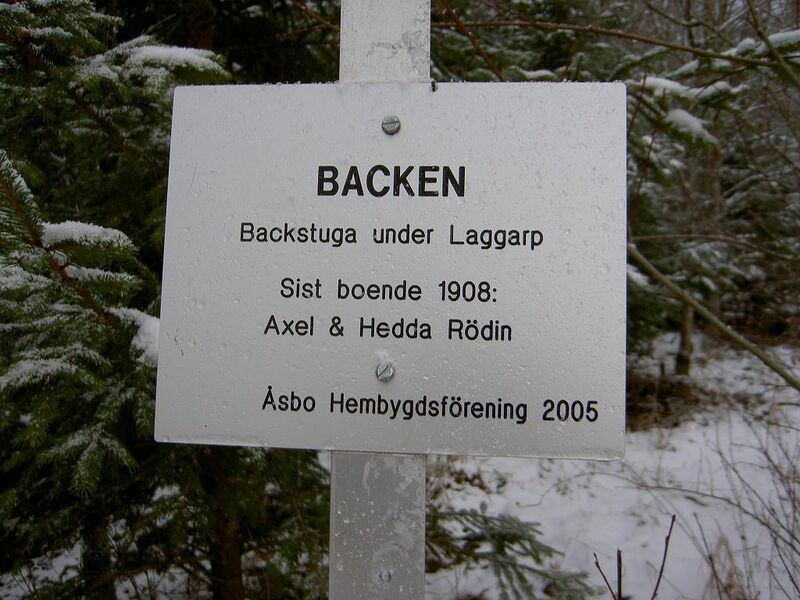 BACKEN
Backstuga under Laggarp
Sist boende 1908:
Axel & Hedda Rödin
Åsbo Hembygdsförening 2005